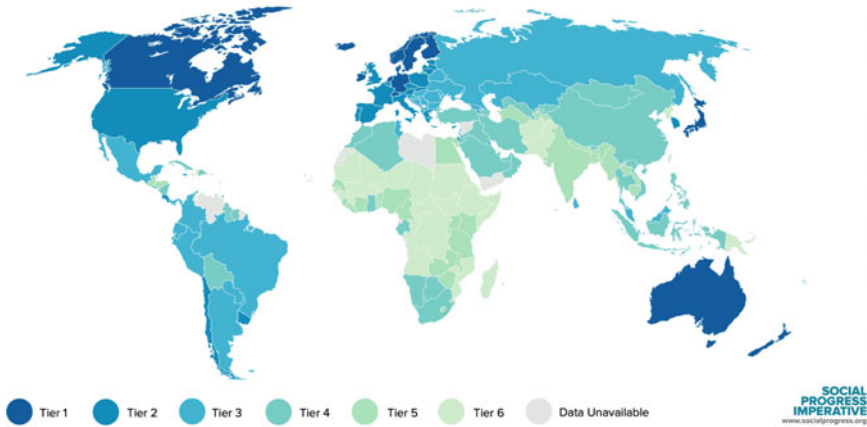 Tier 1
Tier 2
Tier 3
Tier 4
Tier 5
Tier 6
Data Unavailable
SOCIAL
PROGRESS
IMPERATIVE
www.socialprogress.org